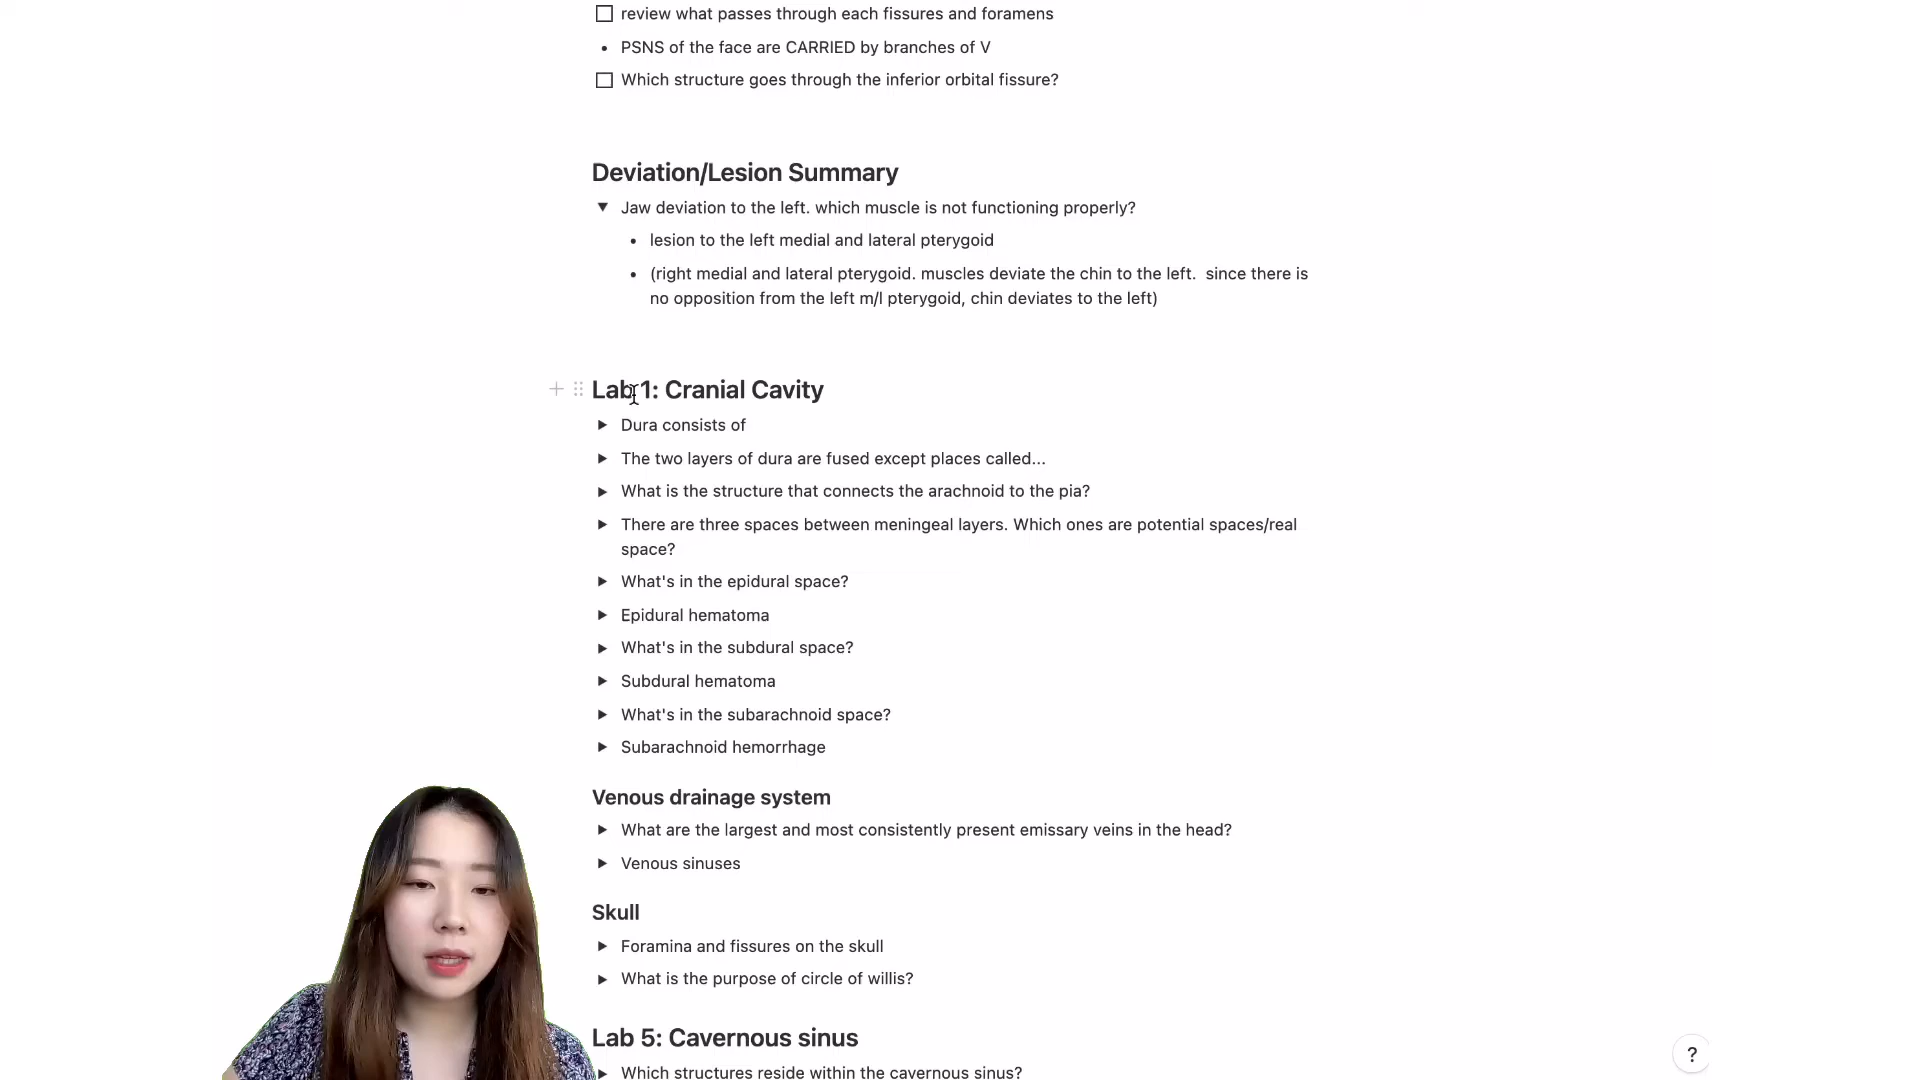 review what passes through each fissures and foramens
PSNS of the face are CARRIED by branches of V
Which structure goes through the inferior orbital fissure?
Deviation/Lesion Summary
Jaw deviation to the left. which muscle is not functioning properly?
lesion to the left medial and lateral pterygoid
(right medial and lateral pterygoid. muscles deviate the chin to the left.  since there is
no opposition from the left m/l pterygoid, chin deviates to the left)
Lab 1: Cranial Cavity
Dura consists of
The two layers of dura are fused except places called...
What is the structure that connects the arachnoid to the pia?
There are three spaces between meningeal layers. Which ones are potential spaces/real
space?
What's in the epidural space?
Epidural hematoma
What's in the subdural space?
Subdural hematoma
What's in the subarachnoid space?
Subarachnoid hemorrhage
Venous drainage system
What are the largest and most consistently present emissary veins in the head?
Venous sinuses
Skull
Foramina and fissures on the skull
What is the purpose of circle of willis?
Lab 5: Cavernous sinus
Which structures reside within the cavernous sinus?
?